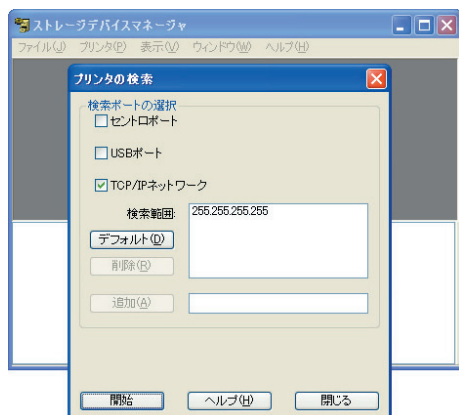 ストレージデバイスマネージャ
ファイル(J) プリンタ(P) 表示(V) ウィンドウ(W) ヘルプ(H)
プリンタの検索
検索ポートの選択
セントロポート
USBポート
TCP/IPネットワーク
検索範囲:
255.255.255.255
デフォルト(D)
削除(R)
追加(A)
開始
ヘルプ(H)
閉じる